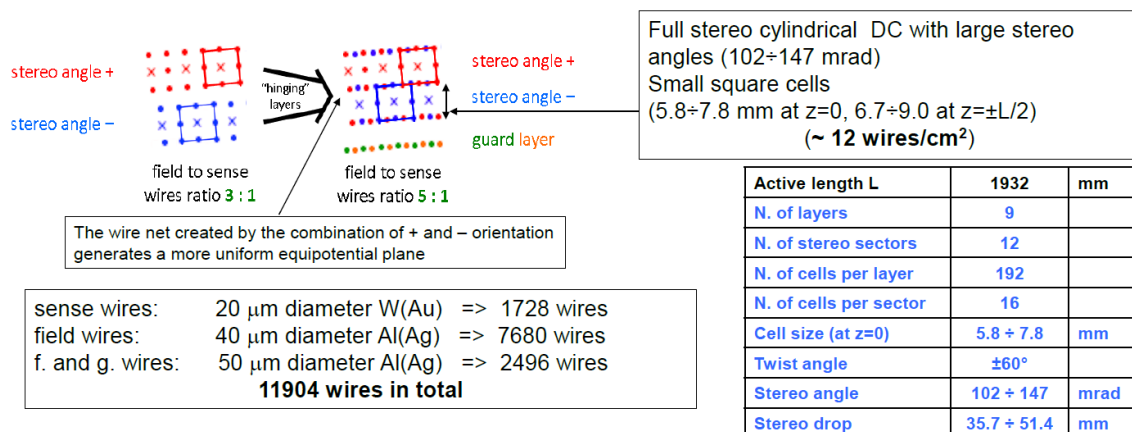 stereo angle +
stereo angle –
"hinging"
layers
stereo angle +
stereo angle –
guard layer
field to sense
wires ratio 3 : 1
field to sense
wires ratio 5 : 1
The wire net created by the combination of + and – orientation
generates a more uniform equipotential plane
sense wires: 20 μm diameter W(Au) => 1728 wires
field wires: 40 μm diameter Al(Ag) => 7680 wires
f. and g. wires: 50 μm diameter Al(Ag) => 2496 wires
11904 wires in total
Full stereo cylindrical DC with large stereo
angles (102÷147 mrad)
Small square cells
(5.8÷7.8 mm at z=0, 6.7÷9.0 at z=±L/2)
(~ 12 wires/cm²)
Active length L 1932 mm
N. of layers 9
N. of stereo sectors 12
N. of cells per layer 192
N. of cells per sector 16
Cell size (at z=0) 5.8 ÷ 7.8 mm
Twist angle ±60°
Stereo angle 102 ÷ 147 mrad
Stereo drop 35.7 ÷ 51.4 mm